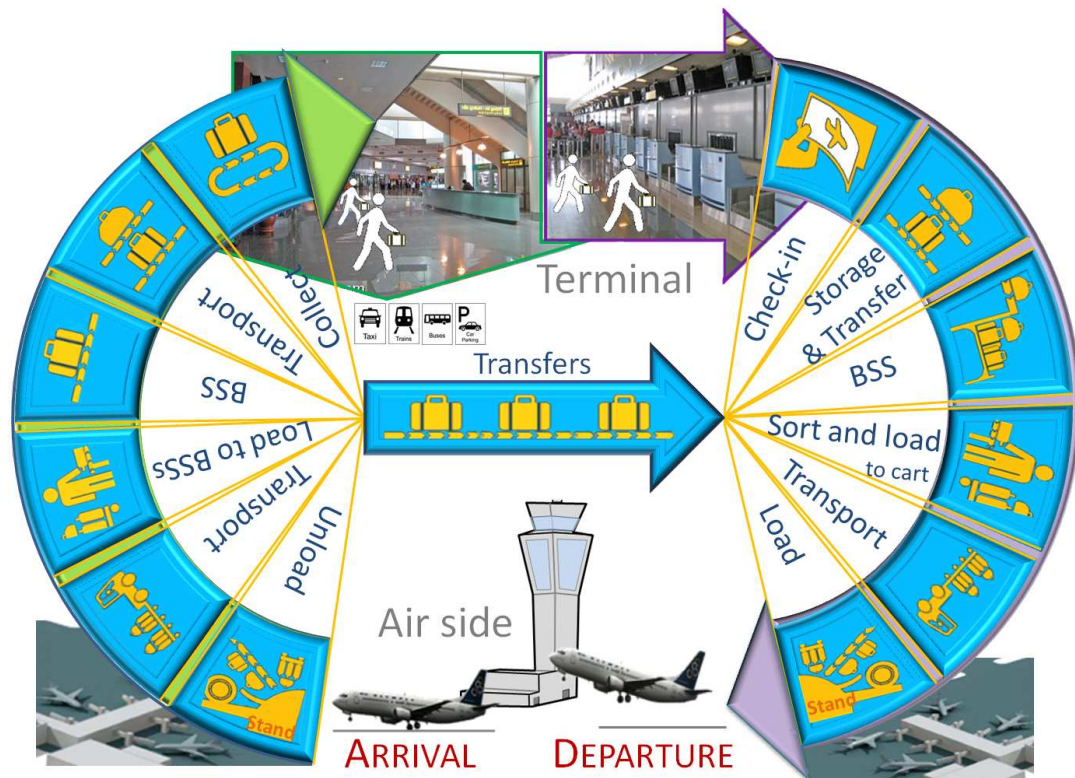 Terminal
Taxi
Trains
Buses
P
Car
Parking
Collect
Transport
BSS
Load to BSSs
Transport
Unload
Transfers
Check-in
Storage
& Transfer
BSS
Sort and load
to cart
Transport
Load
Air side
Stand
Stand
ARRIVAL
DEPARTURE